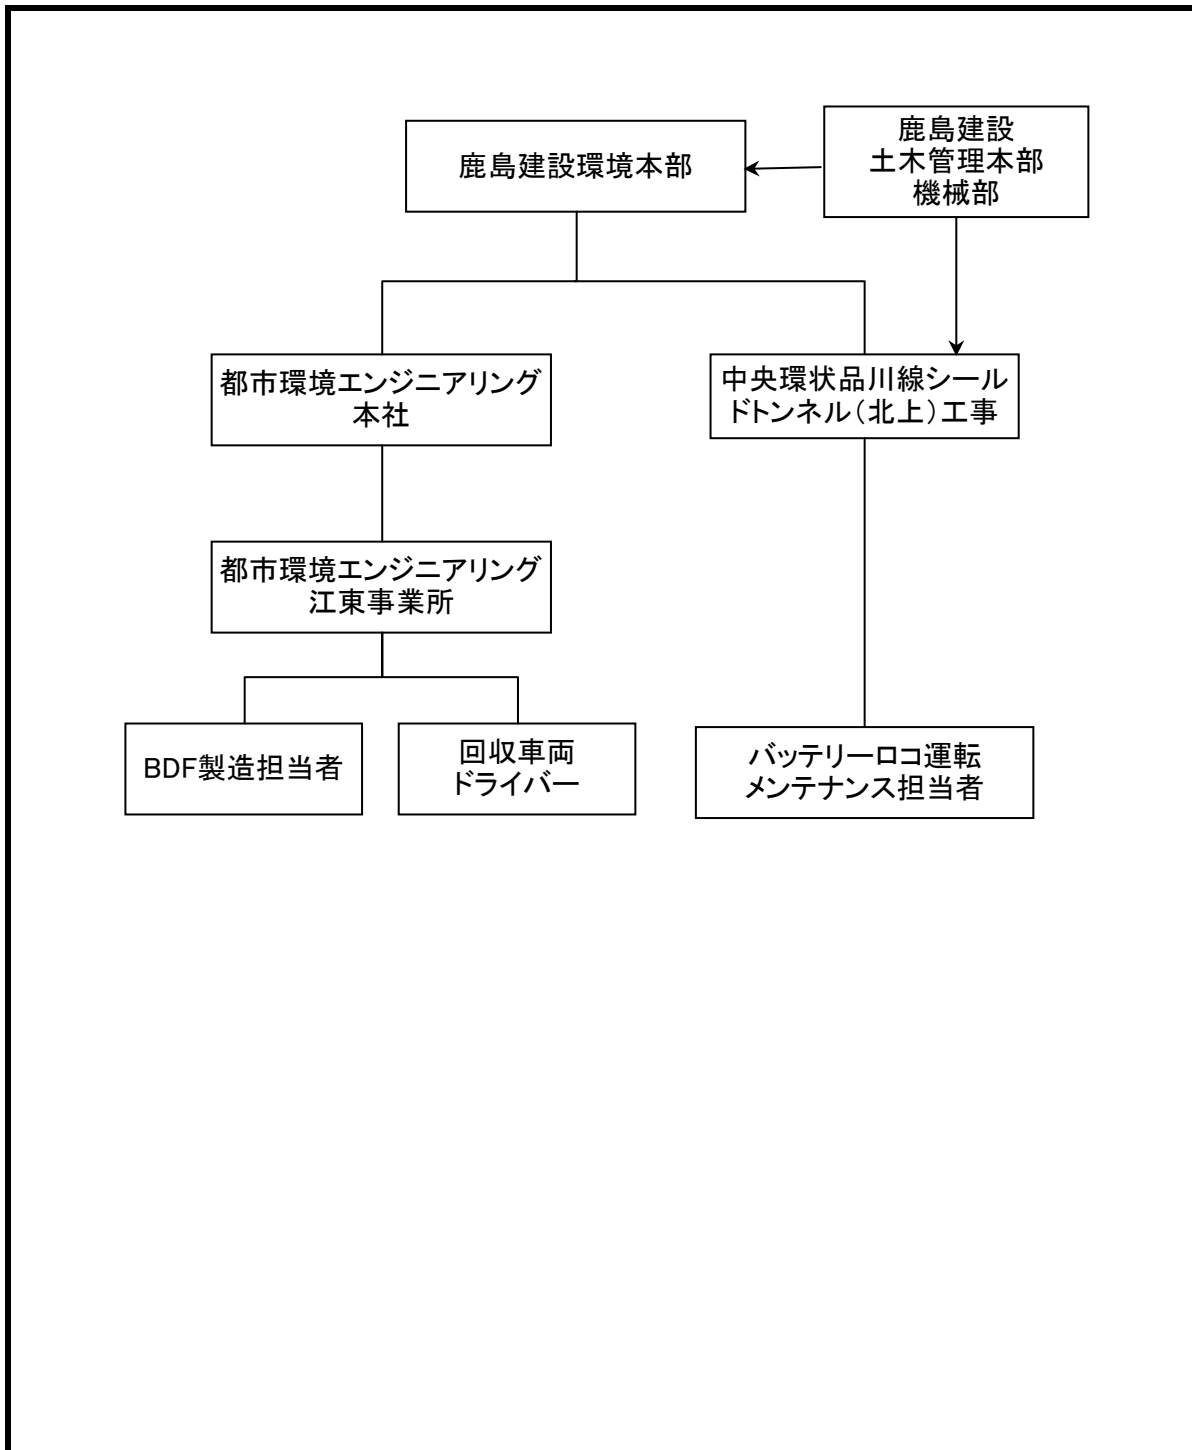 鹿島建設環境本部
鹿島建設
土木管理本部
機械部
都市環境エンジニアリング
本社
中央環状品川線シール
ドトンネル（北上）工事
都市環境エンジニアリング
江東事業所
BDF製造担当者
回収車両
ドライバー
バッテリーロコ運転
メンテナンス担当者